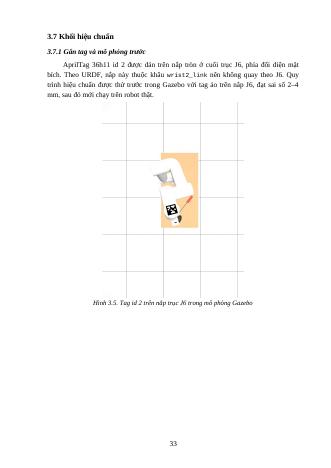 3.7 Khối hiệu chuẩn
3.7.1 Gắn tag và mô phỏng trước
AprilTag 36h11 id 2 được dán trên nắp tròn ở cuối trục J6, phía đối diện mặt
bích. Theo URDF, nắp này thuộc khâu wrist2_link nên không quay theo J6. Quy
trình hiệu chuẩn được thử trước trong Gazebo với tag ảo trên nắp J6, đạt sai số 2–4
mm, sau đó mới chạy trên robot thật.
Hình 3.5. Tag id 2 trên nắp trục J6 trong mô phỏng Gazebo
33